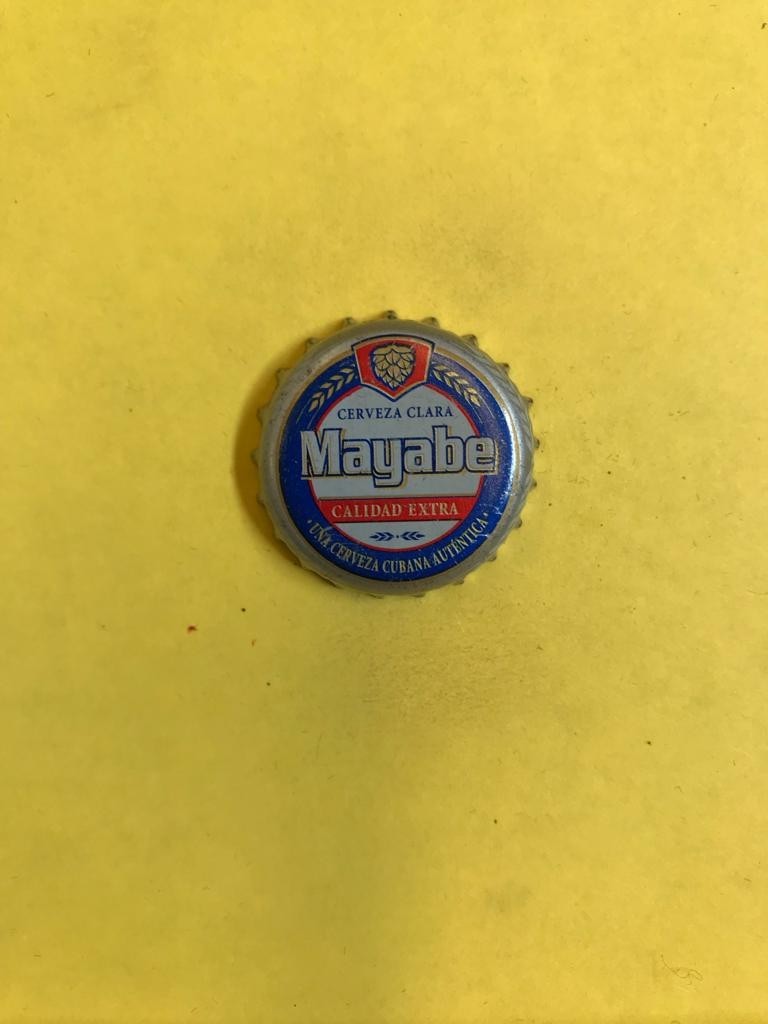 CERVEZA CLARA
Mayabe
CALIDAD EXTRA
• UNA CERVEZA CUBANA AUTÉNTICA •